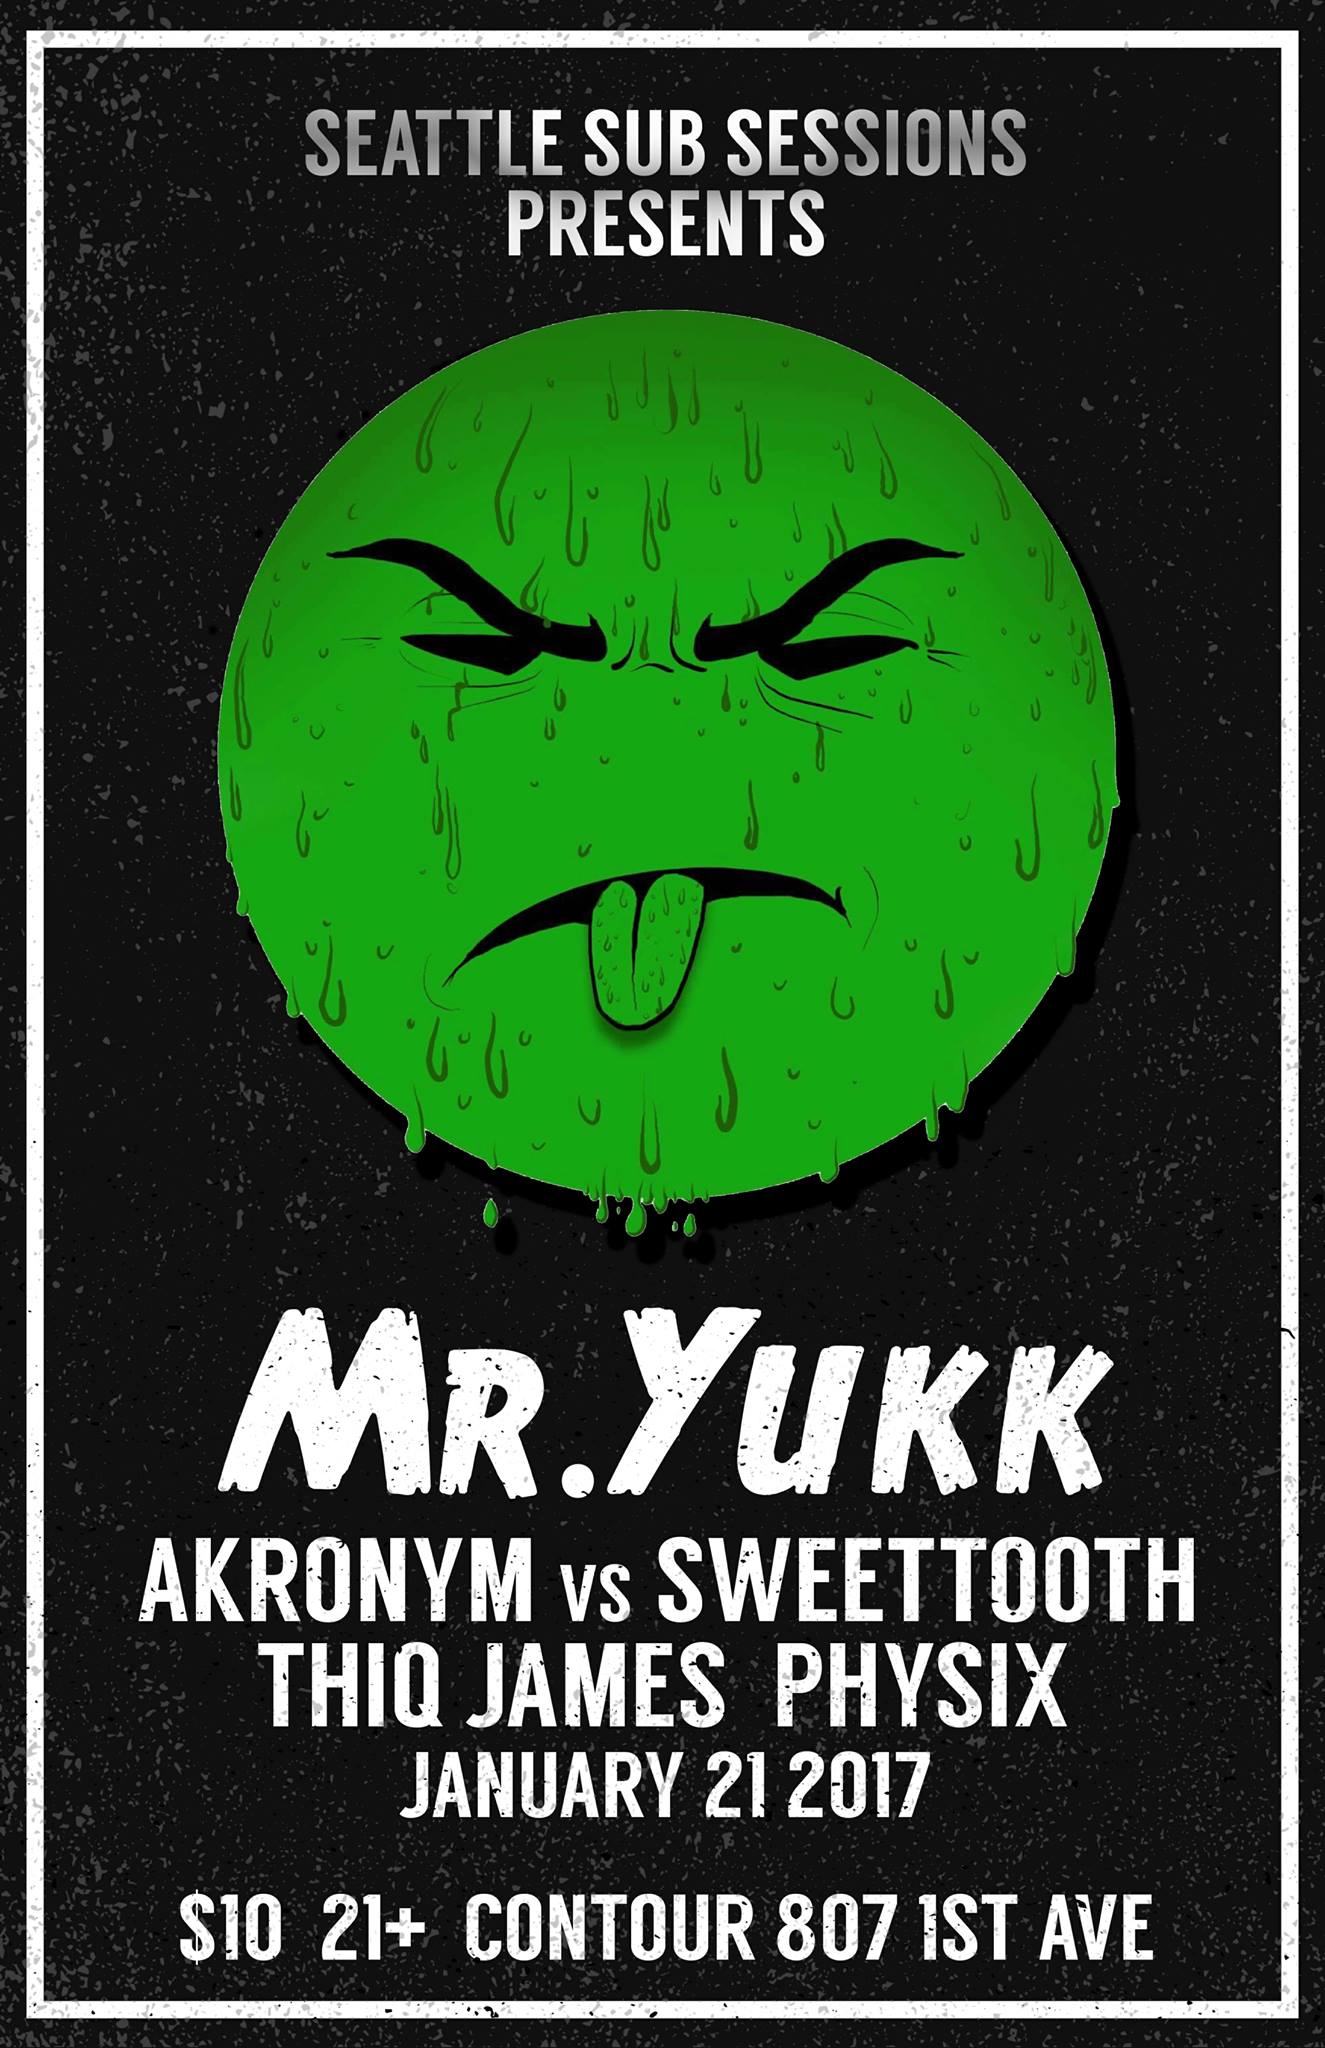 SEATTLE SUB SESSIONS
PRESENTS
MR.YUKK
AKRONYM VS SWEETTOOTH
THIQ JAMES PHYSIX
JANUARY 21 2017
$10 21+ CONTOUR 807 1ST AVE